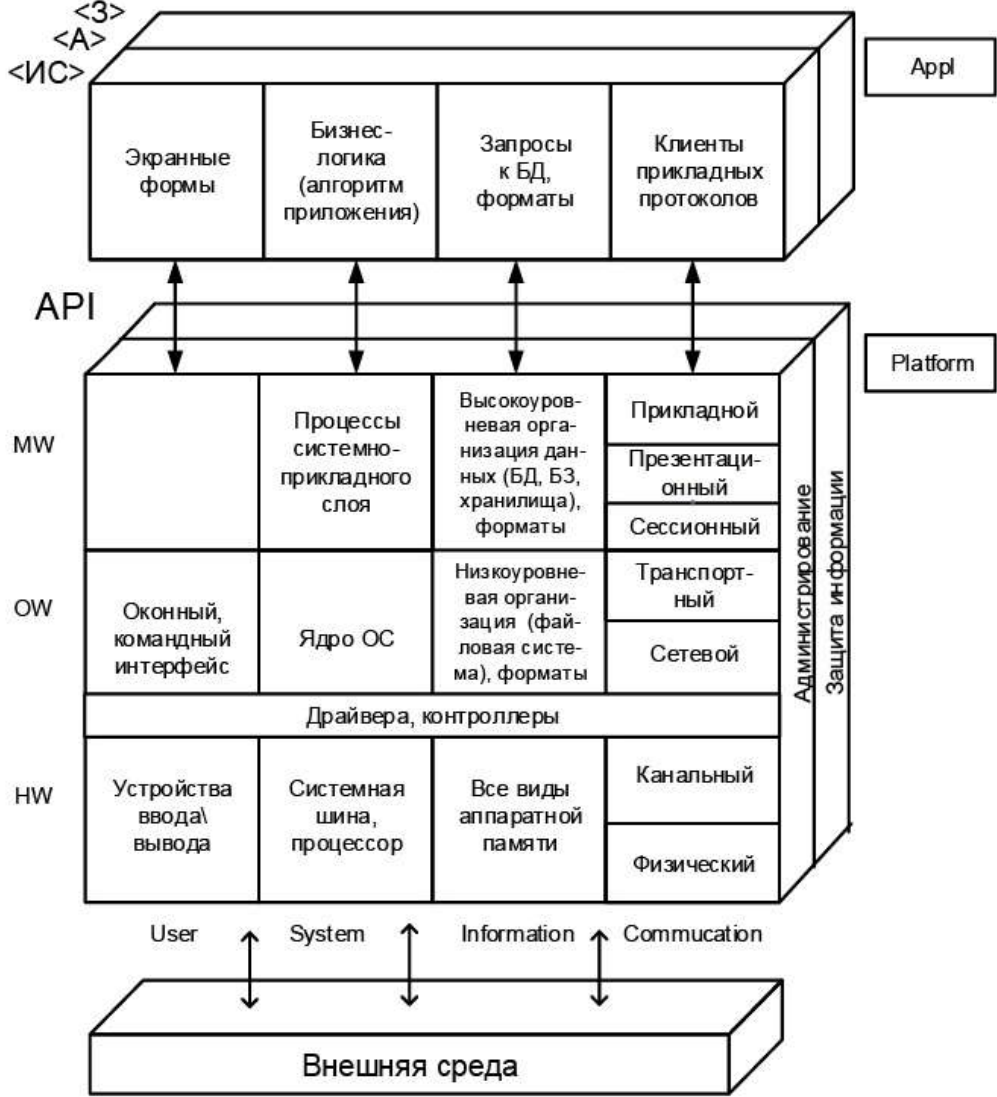 <З>
<А>
<ИС>
Appl
Экранные
формы
Бизнес-
логика
(алгоритм
приложения)
Запросы
к БД,
форматы
Клиенты
прикладных
протоколов
API
Platform
MW
Процессы
системно-
прикладного
слоя
Высокоуров-
невая орга-
низация дан-
ных (БД, БЗ,
хранилища),
форматы
Прикладной
Презентаци-
онный
Сессионный
OW
Оконный,
командный
интерфейс
Ядро ОС
Низкоуровне-
вая органи-
зация (фай-
ловая систе-
ма), форматы
Транспорт-
ный
Сетевой
Драйвера, контроллеры
HW
Устройства
ввода\
вывода
Системная
шина,
процессор
Все виды
аппаратной
памяти
Канальный
Физический
Администрирование
Защита информации
User
System
Information
Commucation
Внешняя среда